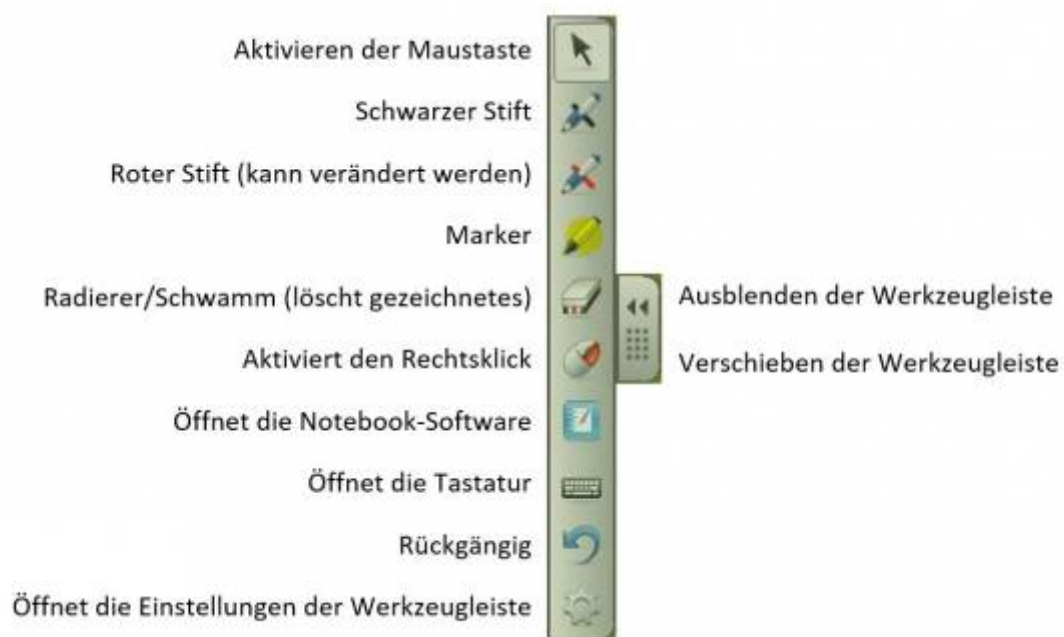 Aktivieren der Maustaste
Schwarzer Stift
Roter Stift (kann verändert werden)
Marker
Radierer/Schwamm (löscht gezeichnetes)
Ausblenden der Werkzeugleiste
Aktiviert den Rechtsklick
Verschieben der Werkzeugleiste
Öffnet die Notebook-Software
Öffnet die Tastatur
Rückgängig
Öffnet die Einstellungen der Werkzeugleiste